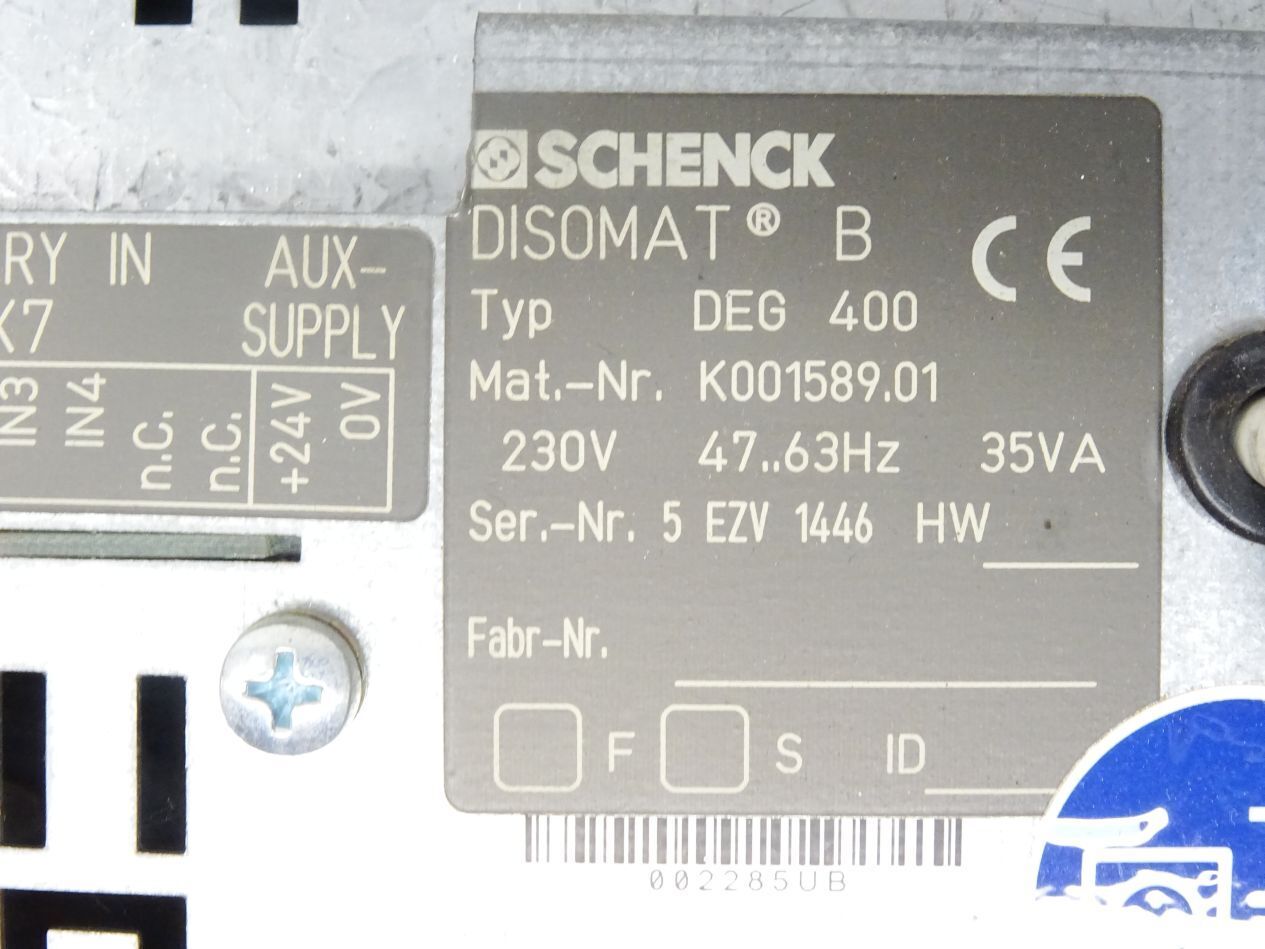 RY IN
X7
AUX-
SUPPLY
IN3
IN4
n.c.
n.c.
+24V
0V
SCHENCK
DISOMAT® B
CE
Typ DEG 400
Mat.-Nr. K001589.01
230V 47..63Hz 35VA
Ser.-Nr. 5 EZV 1446 HW
Fabr-Nr.
F S ID
002285UB